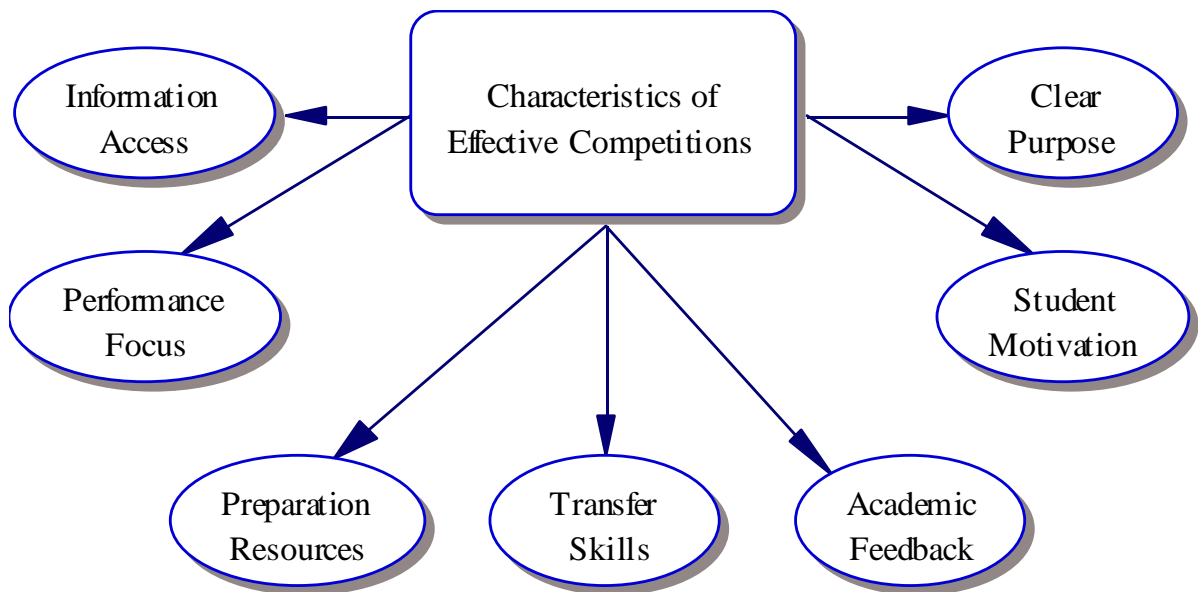 Characteristics of
Effective Competitions
Information
Access
Clear
Purpose
Performance
Focus
Student
Motivation
Preparation
Resources
Transfer
Skills
Academic
Feedback